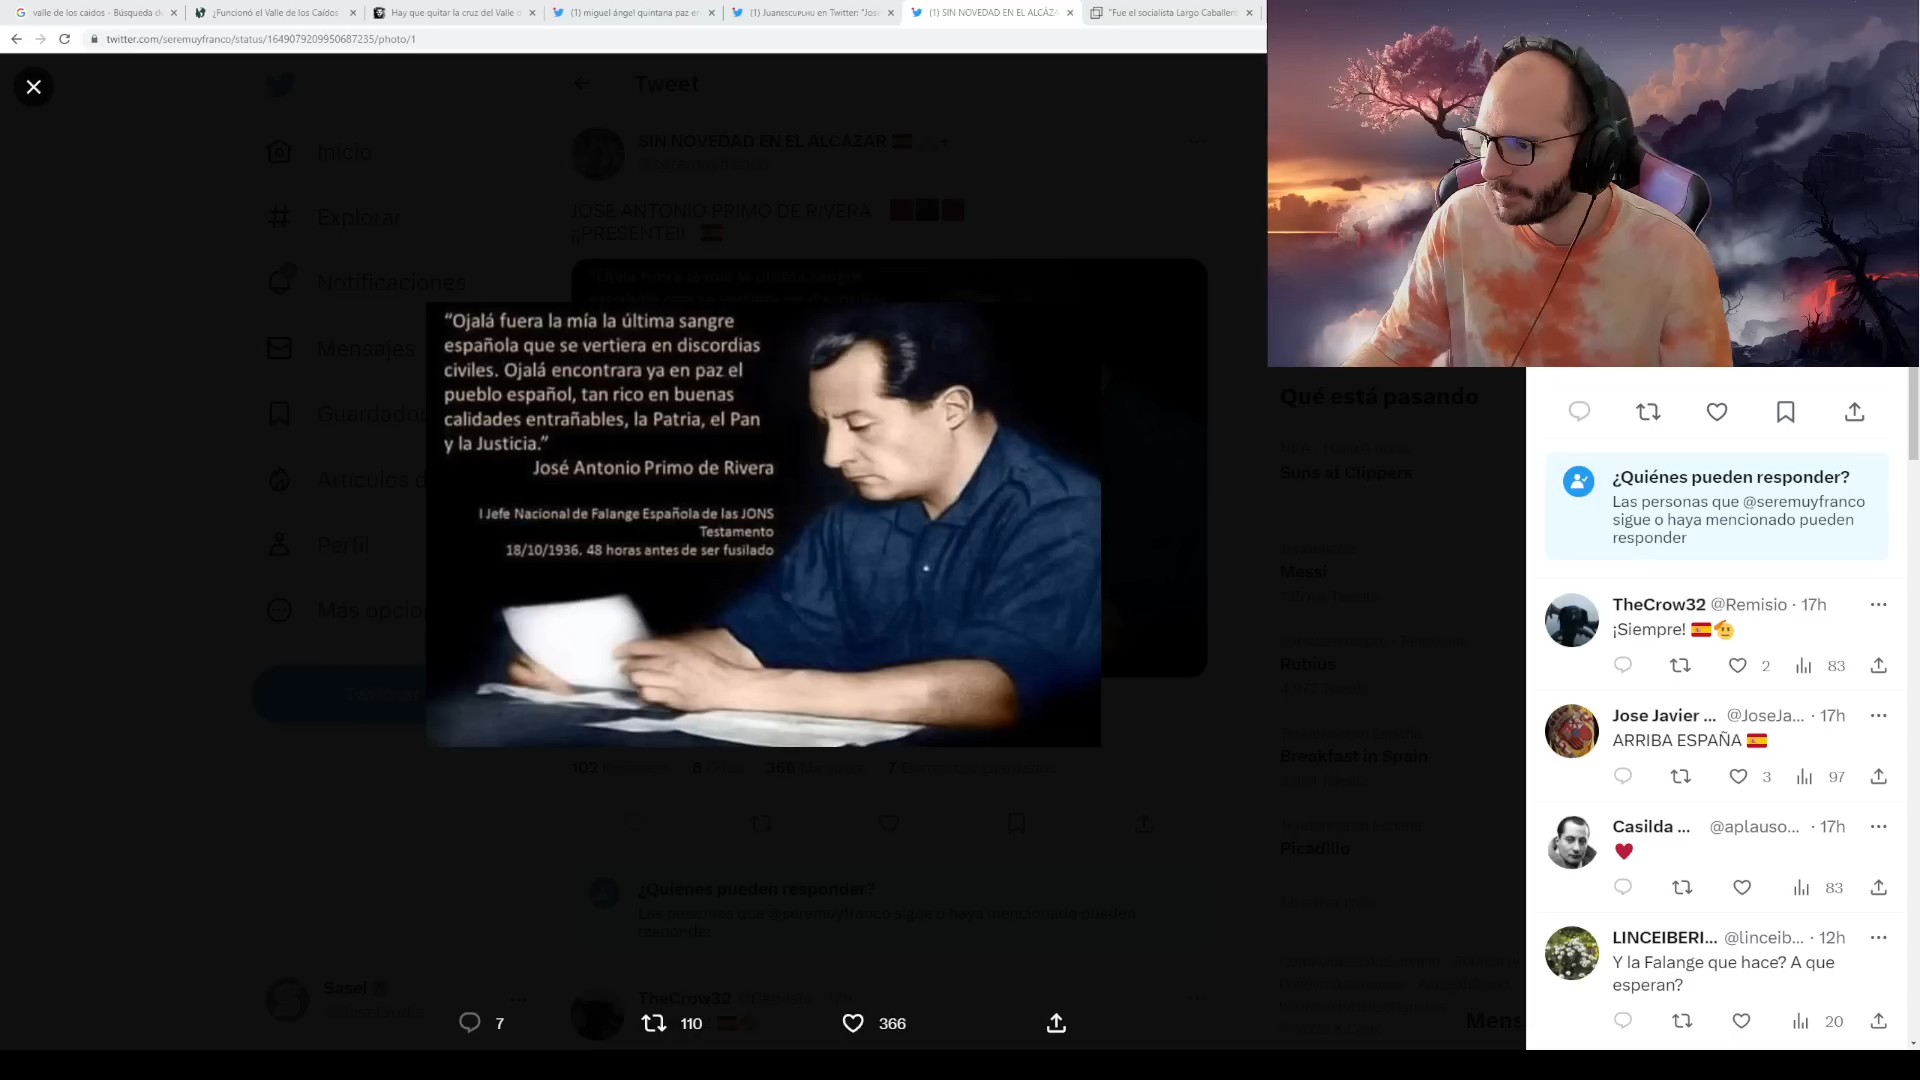 valle de los caidos - Búsqueda de
¿Funcionó el Valle de los Caídos
Hay que quitar la cruz del Valle d
(1) miguel ángel quintana paz en
(1) SIN NOVEDAD EN EL ALCÁZA
"Fue el socialista Largo Caballero
twitter.com/seremuyfranco/status/1649079209950687235/photo/1
Tweet
SIN NOVEDAD EN EL ALCÁZAR
JOSE ANTONIO PRIMO DE RIVERA
¡¡PRESENTE!!
Inicio
Explorar
Notificaciones
Mensajes
Guardados
Artículos d
Perfil
Más opcio
“Ojalá fuera la mía la última sangre
española que se vertiera en discordias
civiles. Ojalá encontrara ya en paz el
pueblo español, tan rico en buenas
calidades entrañables, la Patria, el Pan
y la Justicia.”
José Antonio Primo de Rivera
I Jefe Nacional de Falange Española de las JONS
Testamento
18/10/1936. 48 horas antes de ser fusilado
¿Quiénes pueden responder?
Las personas que @seremuyfranco sigue o haya mencionado pueden
responder
Sasel
TheCrow32
7
110
366
Qué está pasando
Suns at Clippers
Messi
Rubius
Breakfast in Spain
Picadillo
Mens
¿Quiénes pueden responder?
Las personas que @seremuyfranco
sigue o haya mencionado pueden
responder
TheCrow32 @Remisio · 17h
¡Siempre!
2 83
Jose Javier ... @JoseJa... · 17h
ARRIBA ESPAÑA
3 97
Casilda ... @aplauso... · 17h
83
LINCEIBERI... @linceib... · 12h
Y la Falange que hace? A que
esperan?
20